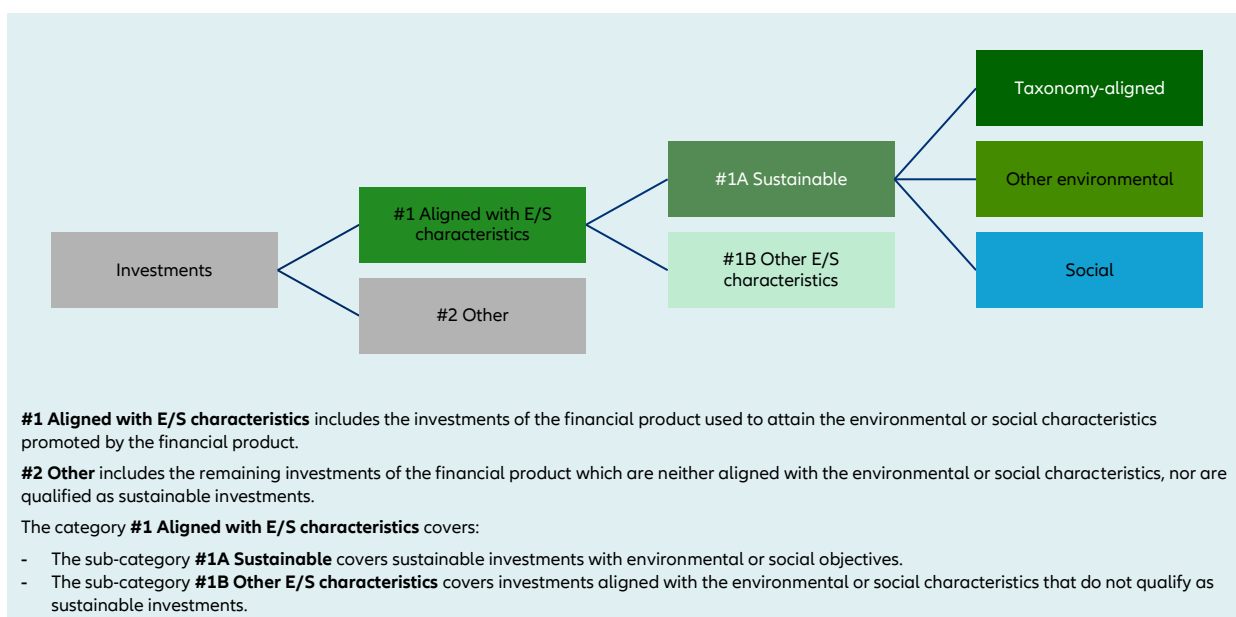 Taxonomy-aligned
#1A Sustainable
Other environmental
#1 Aligned with E/S
characteristics
Investments
#1B Other E/S
characteristics
Social
#2 Other
#1 Aligned with E/S characteristics includes the investments of the financial product used to attain the environmental or social characteristics
promoted by the financial product.
#2 Other includes the remaining investments of the financial product which are neither aligned with the environmental or social characteristics, nor are
qualified as sustainable investments.
The category #1 Aligned with E/S characteristics covers:
- The sub-category #1A Sustainable covers sustainable investments with environmental or social objectives.
- The sub-category #1B Other E/S characteristics covers investments aligned with the environmental or social characteristics that do not qualify as
sustainable investments.